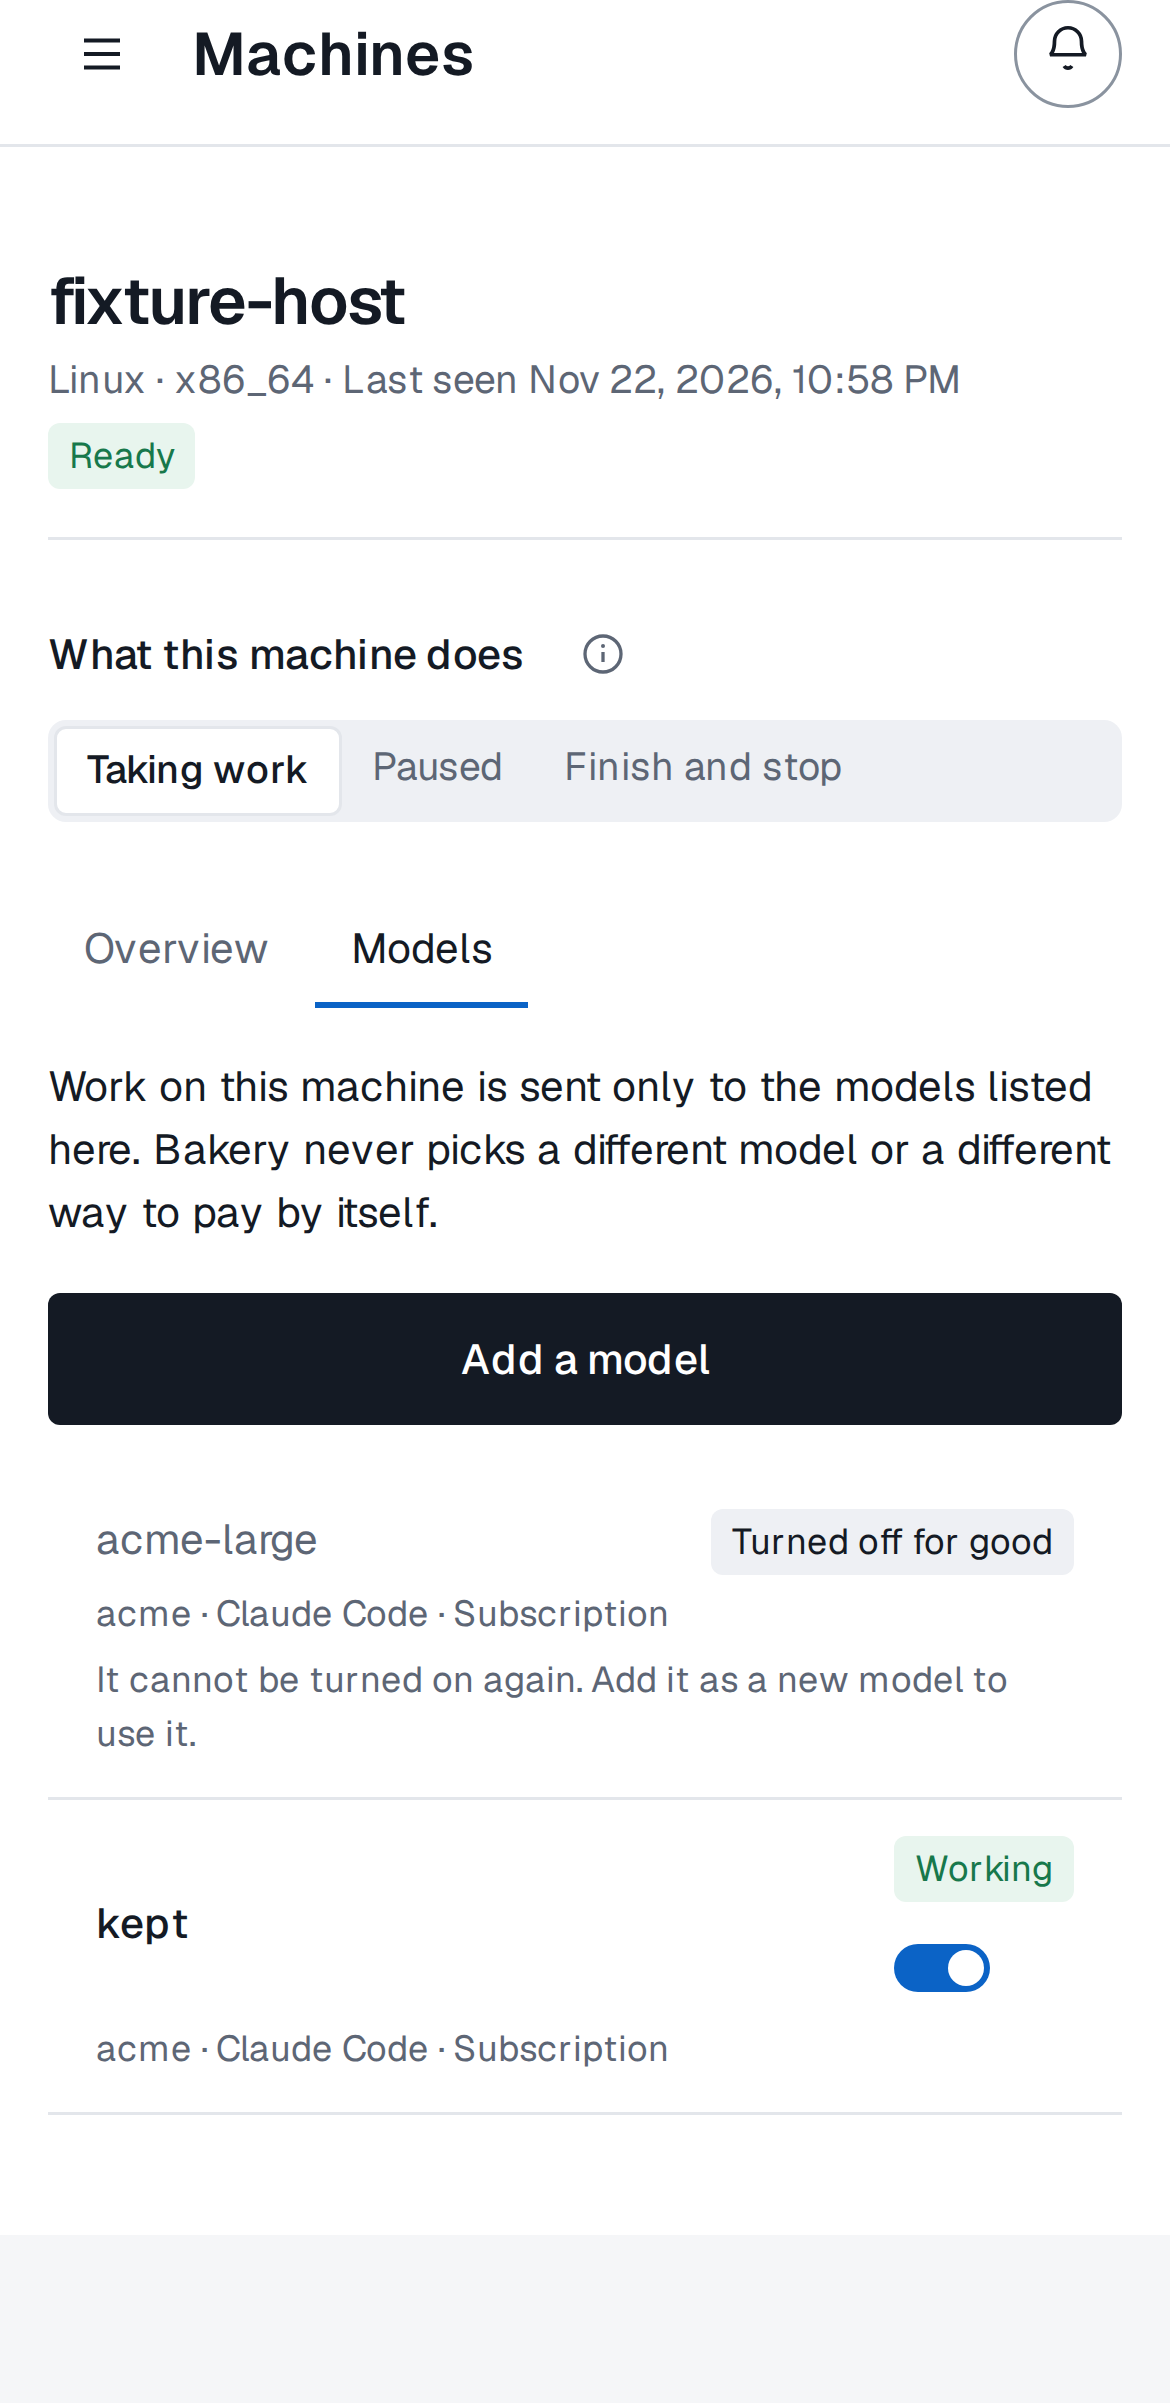 Machines
fixture-host
Linux · x86_64 · Last seen Nov 22, 2026, 10:58 PM
Ready
What this machine does
Taking work Paused Finish and stop
Overview Models
Work on this machine is sent only to the models listed
here. Bakery never picks a different model or a different
way to pay by itself.
Add a model
acme-large Turned off for good
acme · Claude Code · Subscription
It cannot be turned on again. Add it as a new model to
use it.
Working
kept
acme · Claude Code · Subscription